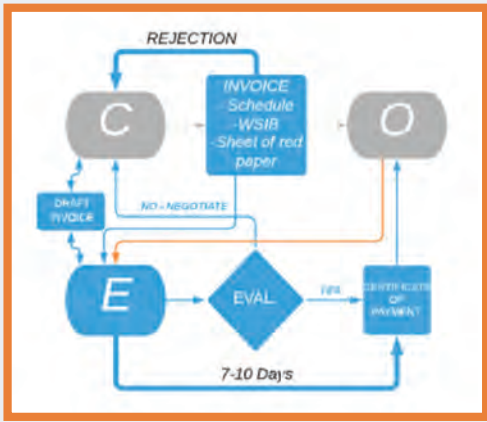 REJECTION
INVOICE
- Schedule
-WSIB
-Sheet of red
paper
C
O
DRAFT
INVOICE
NO - NEGOTIATE
E
EVAL.
YES
CERTIFICATE
OF
PAYMENT
7-10 Days